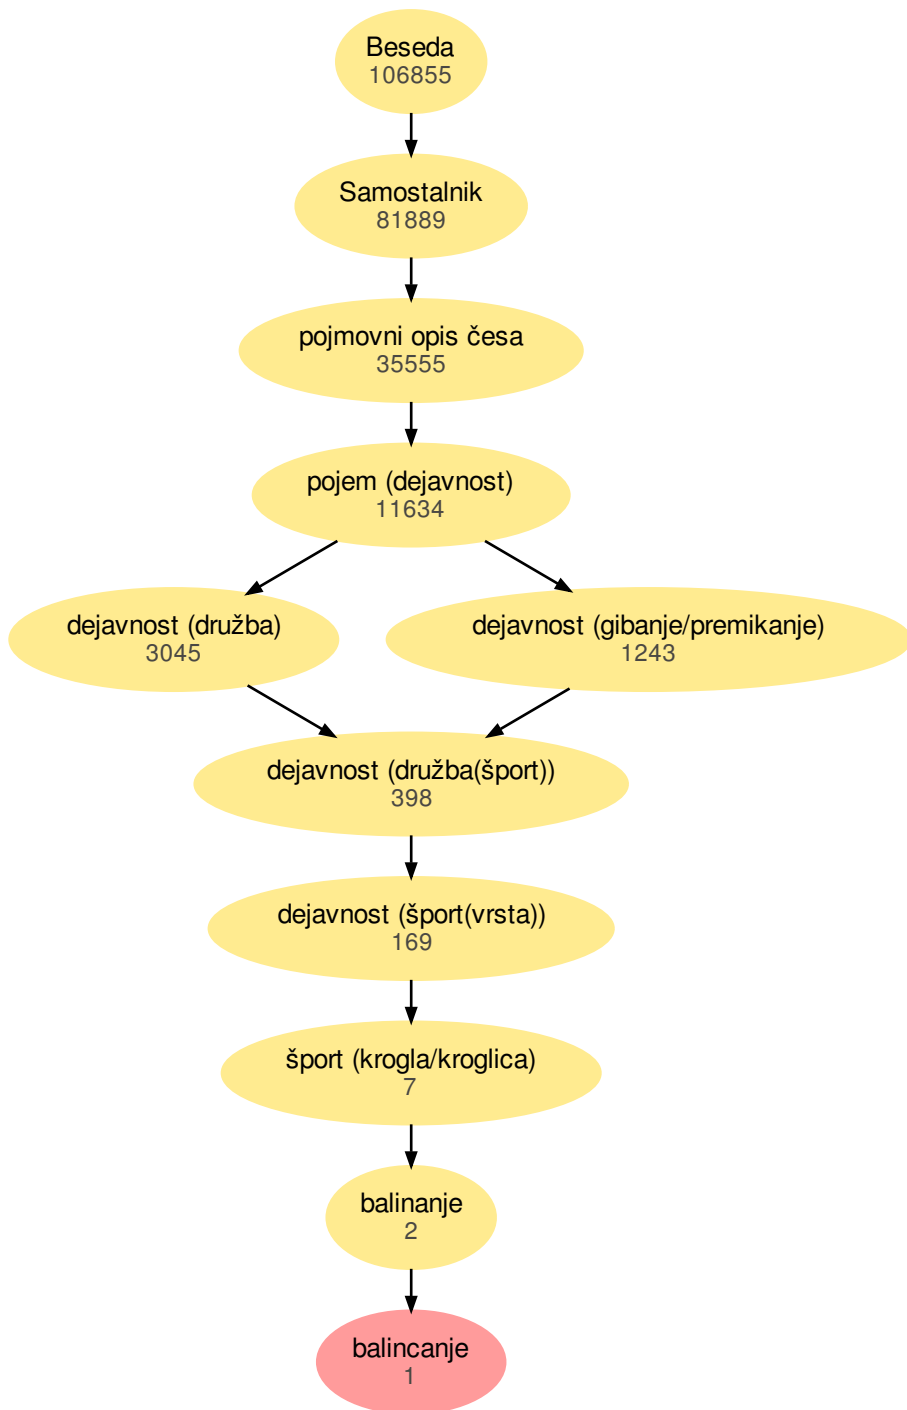 Beseda
106855
Samostalnik
81889
pojmovni opis česa
35555
pojem (dejavnost)
11634
dejavnost (družba)
3045
dejavnost (gibanje/premikanje)
1243
dejavnost (družba(šport))
398
dejavnost (šport(vrsta))
169
šport (krogla/kroglica)
7
balinanje
2
balincanje
1